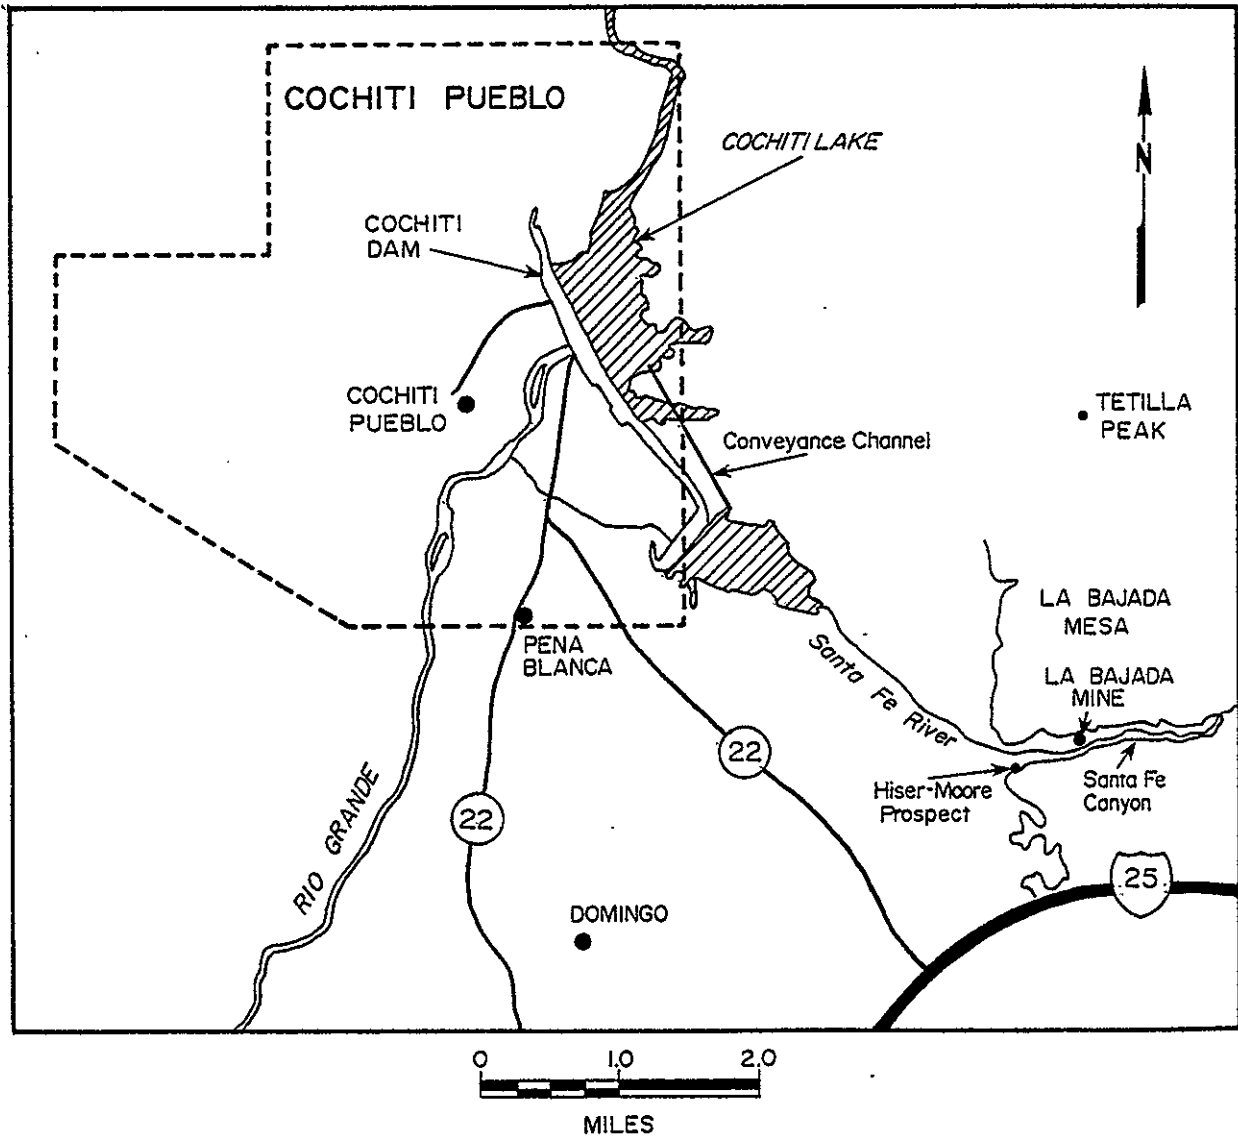 COCHITI PUEBLO
COCHITI LAKE
N
COCHITI
DAM
COCHITI
PUEBLO
TETILLA
PEAK
Conveyance Channel
LA BAJADA
MESA
PENA
BLANCA
Santa Fe River
LA BAJADA
MINE
22
Hiser-Moore
Prospect
Santa Fe
Canyon
RIO GRANDE
22
25
DOMINGO
0 1.0 2.0
MILES